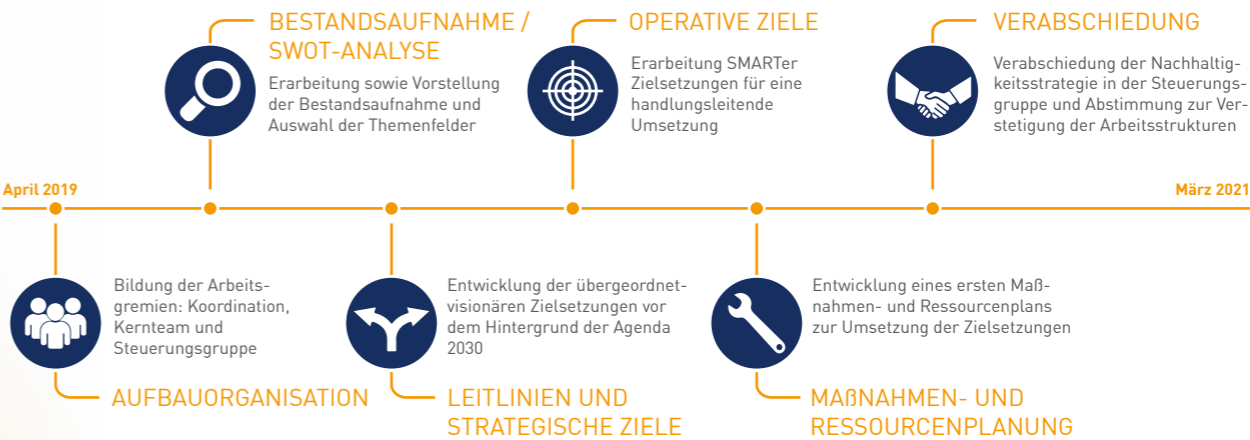 BESTANDSAUFNAHME /
SWOT-ANALYSE
Erarbeitung sowie Vorstellung
der Bestandsaufnahme und
Auswahl der Themenfelder
OPERATIVE ZIELE
Erarbeitung SMARTer
Zielsetzungen für eine
handlungsleitende
Umsetzung
VERABSCHIEDUNG
Verabschiedung der Nachhaltig-
keitsstrategie in der Steuerungs-
gruppe und Abstimmung zur Ver-
stetigung der Arbeitsstrukturen
April 2019
März 2021
Bildung der Arbeits-
gremien: Koordination,
Kernteam und
Steuerungsgruppe
AUFBAUORGANISATION
Entwicklung der übergeordnet-
visionären Zielsetzungen vor
dem Hintergrund der Agenda
2030
LEITLINIEN UND
STRATEGISCHE ZIELE
Entwicklung eines ersten Maß-
nahmen- und Ressourcenplans
zur Umsetzung der Zielsetzungen
MAßNAHMEN- UND
RESSOURCENPLANUNG